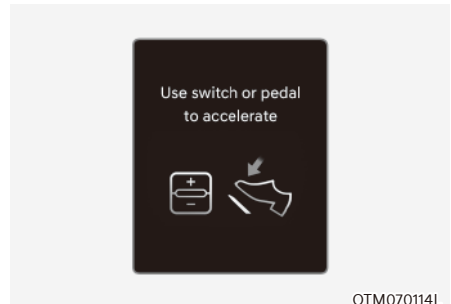 Use switch or pedal
to accelerate
+
−
OTM070114L